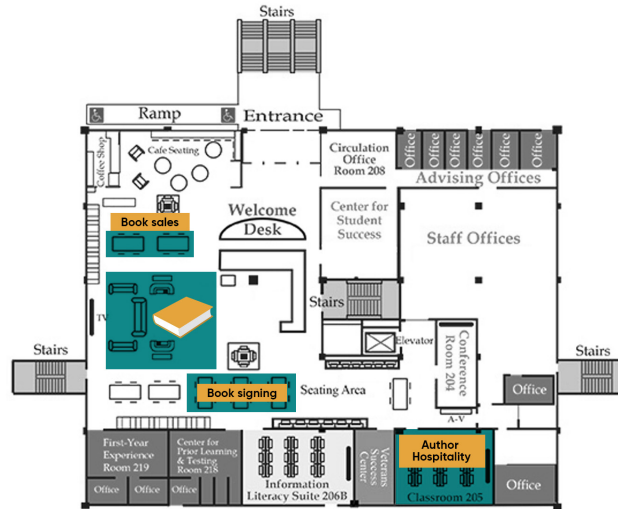 Stairs
Ramp
Entrance
Coffee Shop
Cafe Seating
Circulation
Office
Room 208
Office
Office
Office
Office
Office
Office
Advising Offices
Book sales
Welcome
Desk
Center for
Student
Success
Staff Offices
TV
Stairs
Elevator
Conference
Room 204
Stairs
Stairs
Book signing
Seating Area
Office
A-V
First-Year
Experience
Room 219
Center for
Prior Learning
& Testing
Room 218
Office
Office
Office
Information
Literacy Suite 206B
Veterans
Success
Center
Author
Hospitality
Classroom 205
Office